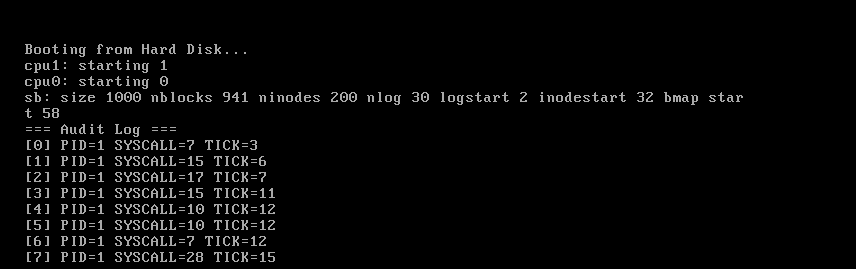 Booting from Hard Disk...
cpu1: starting 1
cpu0: starting 0
sb: size 1000 nblocks 941 ninodes 200 nlog 30 logstart 2 inodestart 32 bmap star
t 58
=== Audit Log ===
[0] PID=1 SYSCALL=7 TICK=3
[1] PID=1 SYSCALL=15 TICK=6
[2] PID=1 SYSCALL=17 TICK=7
[3] PID=1 SYSCALL=15 TICK=11
[4] PID=1 SYSCALL=10 TICK=12
[5] PID=1 SYSCALL=10 TICK=12
[6] PID=1 SYSCALL=7 TICK=12
[7] PID=1 SYSCALL=28 TICK=15